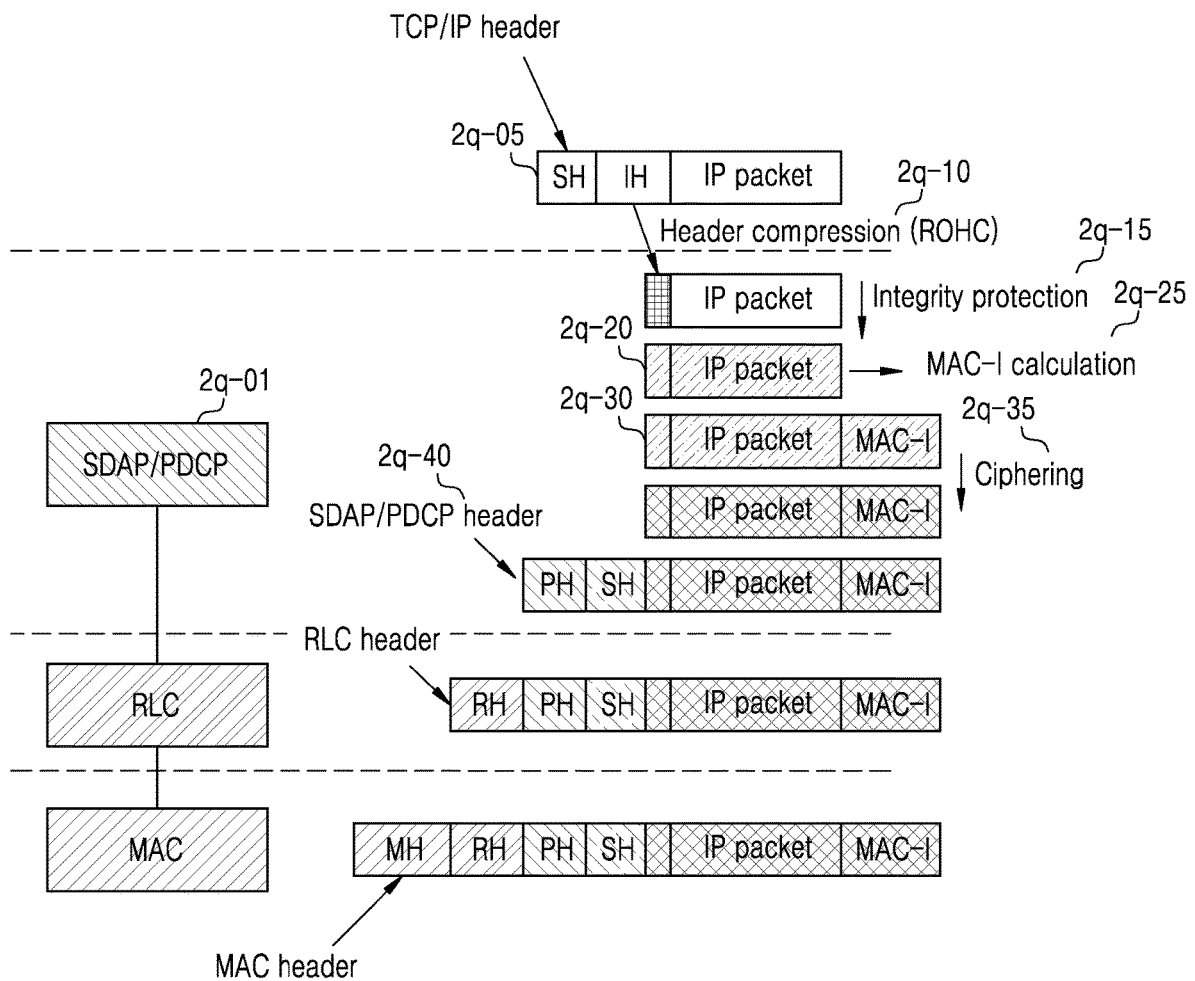 TCP/IP header
2q-05
SH IH IP packet
2q-10
Header compression (ROHC)
2q-15
IP packet
Integrity protection
2q-25
2q-20
IP packet
MAC-I calculation
2q-01
2q-30
2q-35
IP packet MAC-I
SDAP/PDCP
2q-40
Ciphering
SDAP/PDCP header
IP packet MAC-I
PH SH IP packet MAC-I
RLC header
RLC
RH PH SH IP packet MAC-I
MAC
MH RH PH SH IP packet MAC-I
MAC header